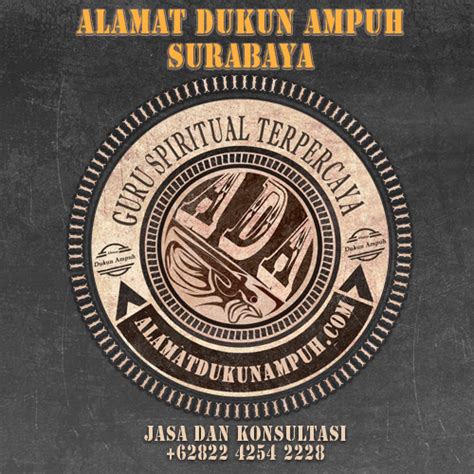 ALAMAT DUKUN AMPUH
SURABAYA
GURU SPIRITUAL TERPERCAYA
Dukun Ampuh
ADA
Dukun Ampuh
ALAMATDUKUNAMPUH.COM
JASA DAN KONSULTASI
+62822 4254 2228